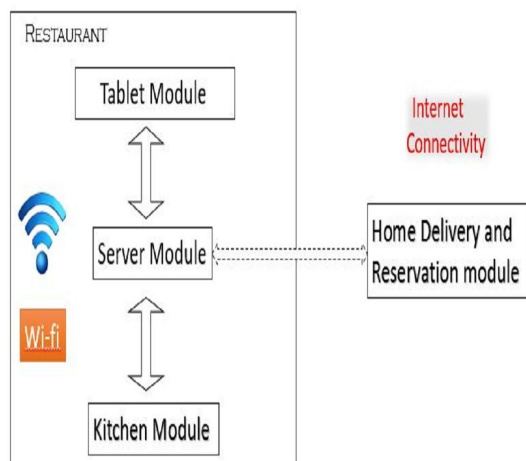 RESTAURANT
Tablet Module
Internet
Connectivity
Server Module
Home Delivery and
Reservation module
Wi-fi
Kitchen Module